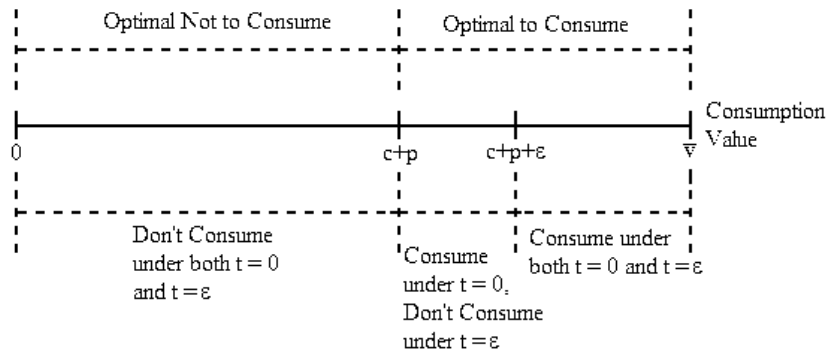 Optimal Not to Consume
Optimal to Consume
Consumption
Value
0
c+p
c+p+ε
v̅
Don't Consume
under both t = 0
and t = ε
Consume
under t = 0,
Don't Consume
under t = ε
Consume under
both t = 0 and t = ε